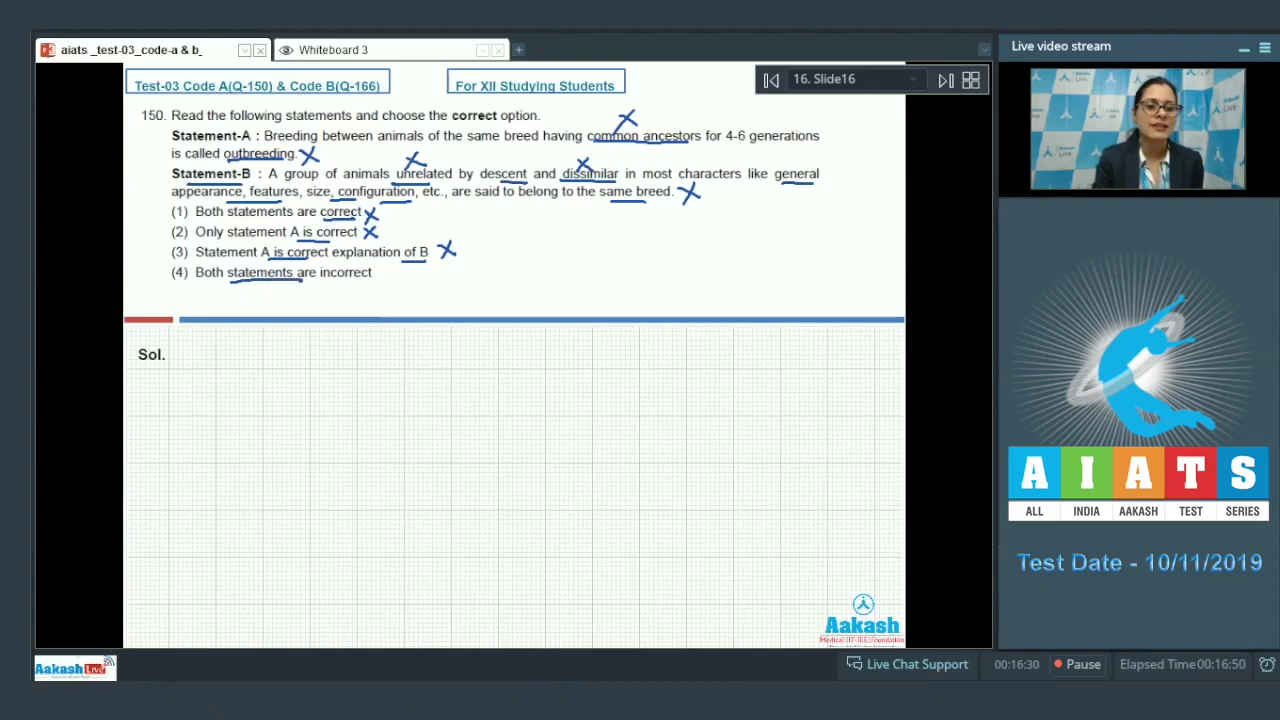 aiats _test-03_code-a & b_
Whiteboard 3
Live video stream
Test-03 Code A(Q-150) & Code B(Q-166)
For XII Studying Students
16. Slide16
150. Read the following statements and choose the correct option.
Statement-A : Breeding between animals of the same breed having common ancestors for 4-6 generations
is called outbreeding.
Statement-B : A group of animals unrelated by descent and dissimilar in most characters like general
appearance, features, size, configuration, etc., are said to belong to the same breed.
(1) Both statements are correct
(2) Only statement A is correct
(3) Statement A is correct explanation of B
(4) Both statements are incorrect
Sol.
A I A T S
ALL INDIA AAKASH TEST SERIES
Test Date - 10/11/2019
Aakash
Medical|IIT-JEE|Foundation
Aakash Live
Live Chat Support
00:16:30
Pause
Elapsed Time 00:16:50